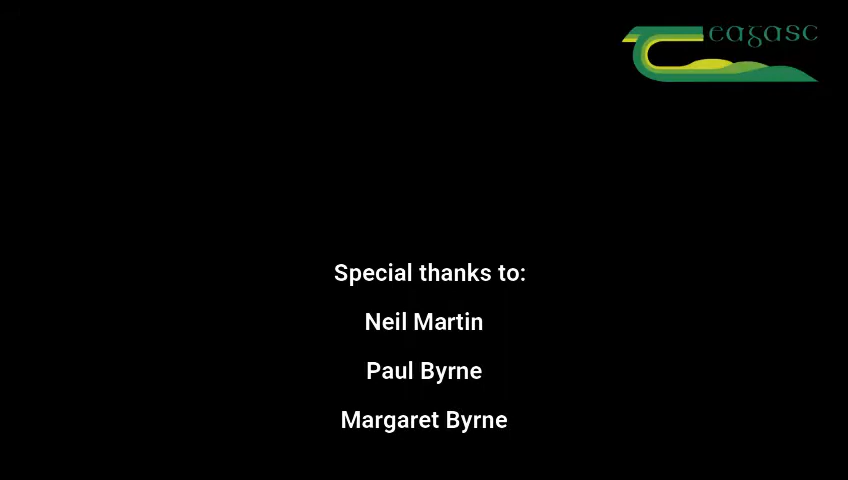 Teagasc
Special thanks to:
Neil Martin
Paul Byrne
Margaret Byrne